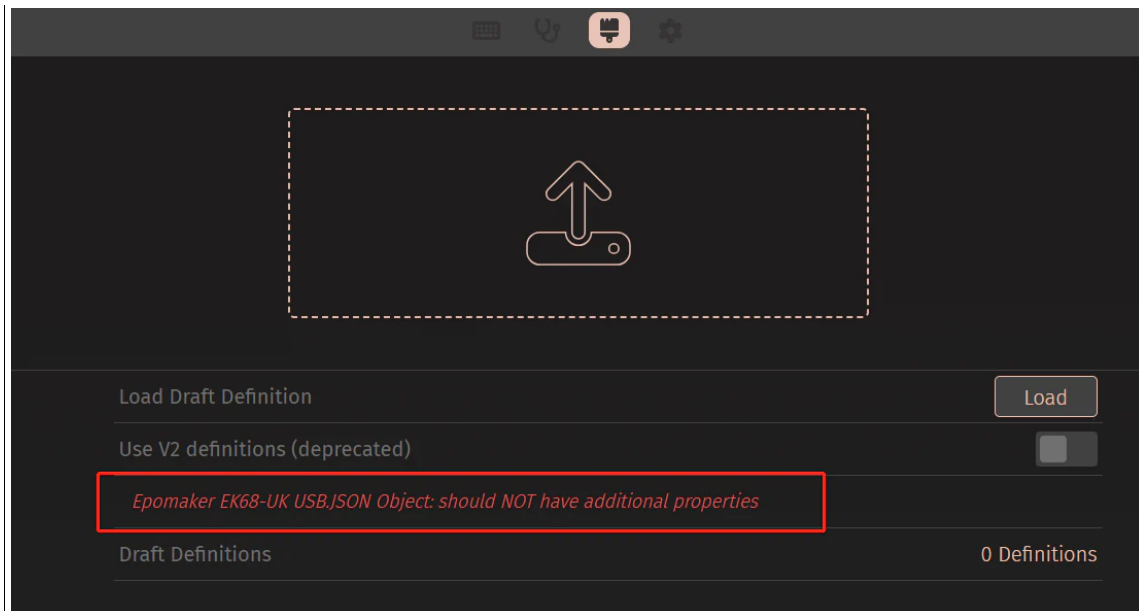 Load Draft Definition
Load
Use V2 definitions (deprecated)
Epomaker EK68-UK USB.JSON Object: should NOT have additional properties
Draft Definitions
0 Definitions